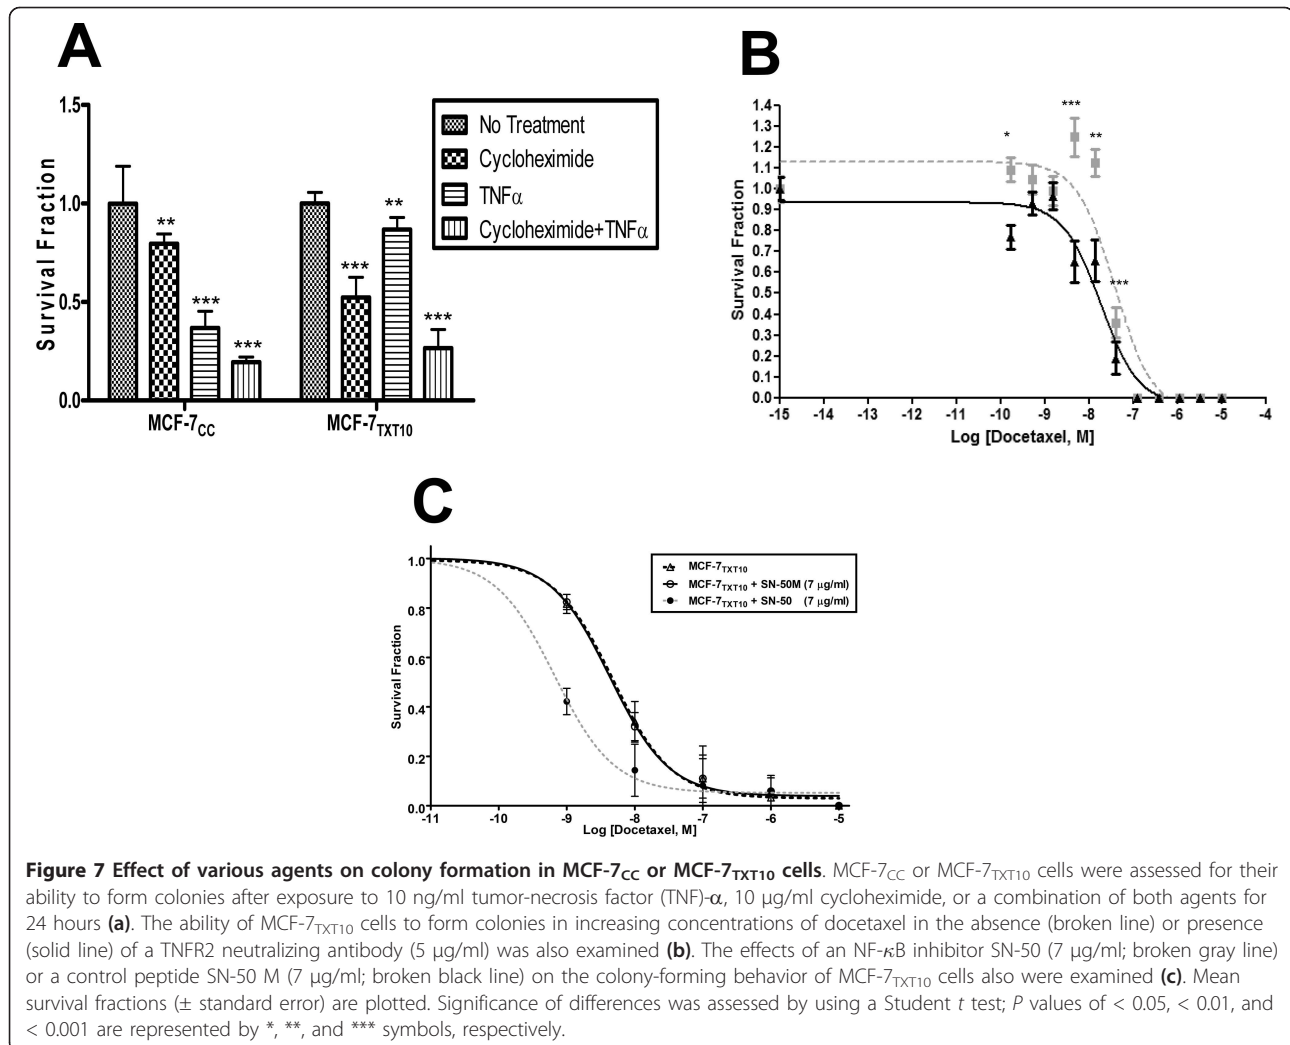 A
1.5
1.0
0.5
0.0
Survival Fraction
No Treatment
Cycloheximide
TNFα
Cycloheximide+TNFα
** *** *** *** ** ***
MCF-7CC MCF-7TXT10
B
1.4
1.3
1.2
1.1
1.0
0.9
0.8
0.7
0.6
0.5
0.4
0.3
0.2
0.1
0.0
Survival Fraction
* *** ** ***
-15 -14 -13 -12 -11 -10 -9 -8 -7 -6 -5 -4
Log [Docetaxel, M]
C
1.0
0.8
0.6
0.4
0.2
0.0
Survival Fraction
MCF-7TXT10
MCF-7TXT10 + SN-50M (7 µg/ml)
MCF-7TXT10 + SN-50 (7 µg/ml)
-11 -10 -9 -8 -7 -6 -5
Log [Docetaxel, M]
Figure 7 Effect of various agents on colony formation in MCF-7CC or MCF-7TXT10 cells. MCF-7CC or MCF-7TXT10 cells were assessed for their
ability to form colonies after exposure to 10 ng/ml tumor-necrosis factor (TNF)-α, 10 µg/ml cycloheximide, or a combination of both agents for
24 hours (a). The ability of MCF-7TXT10 cells to form colonies in increasing concentrations of docetaxel in the absence (broken line) or presence
(solid line) of a TNFR2 neutralizing antibody (5 µg/ml) was also examined (b). The effects of an NF-κB inhibitor SN-50 (7 µg/ml; broken gray line)
or a control peptide SN-50 M (7 µg/ml; broken black line) on the colony-forming behavior of MCF-7TXT10 cells also were examined (c). Mean
survival fractions (± standard error) are plotted. Significance of differences was assessed by using a Student t test; P values of < 0.05, < 0.01, and
< 0.001 are represented by *, **, and *** symbols, respectively.